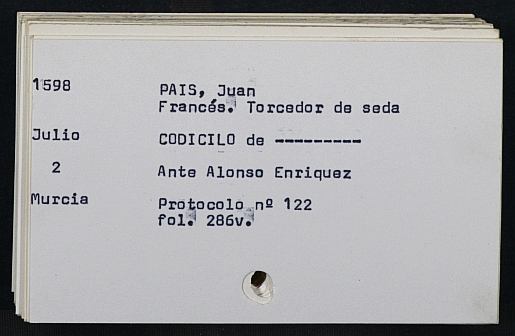 1598 PAIS, Juan
Francés. Torcedor de seda
Julio CODICILO de ---------
2 Ante Alonso Enriquez
Murcia Protocolo nº 122
fol. 286v.